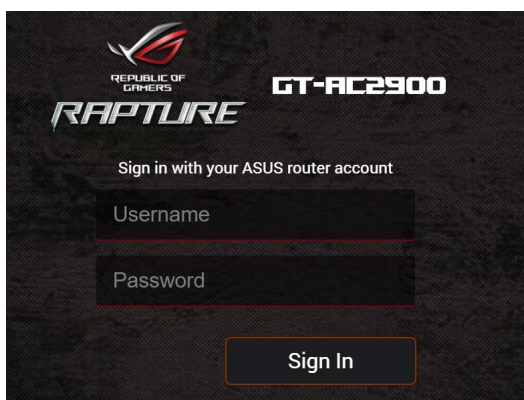 REPUBLIC OF
GAMERS
RAPTURE
GT-AC2900
Sign in with your ASUS router account
Username
Password
Sign In